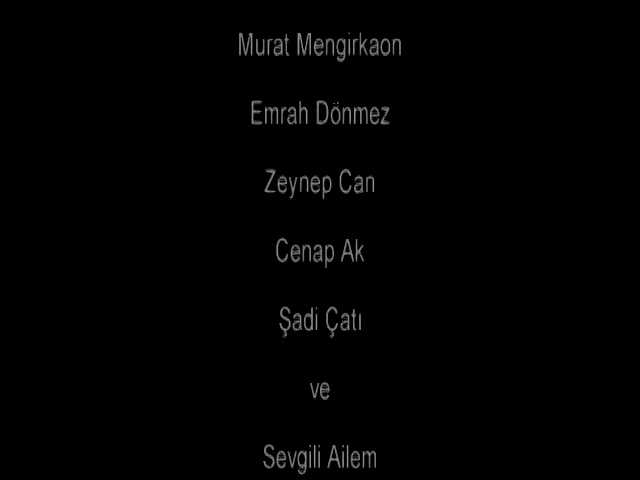 Murat Mengirkaon
Emrah Dönmez
Zeynep Can
Cenap Ak
Şadi Çatı
ve
Sevgili Ailem